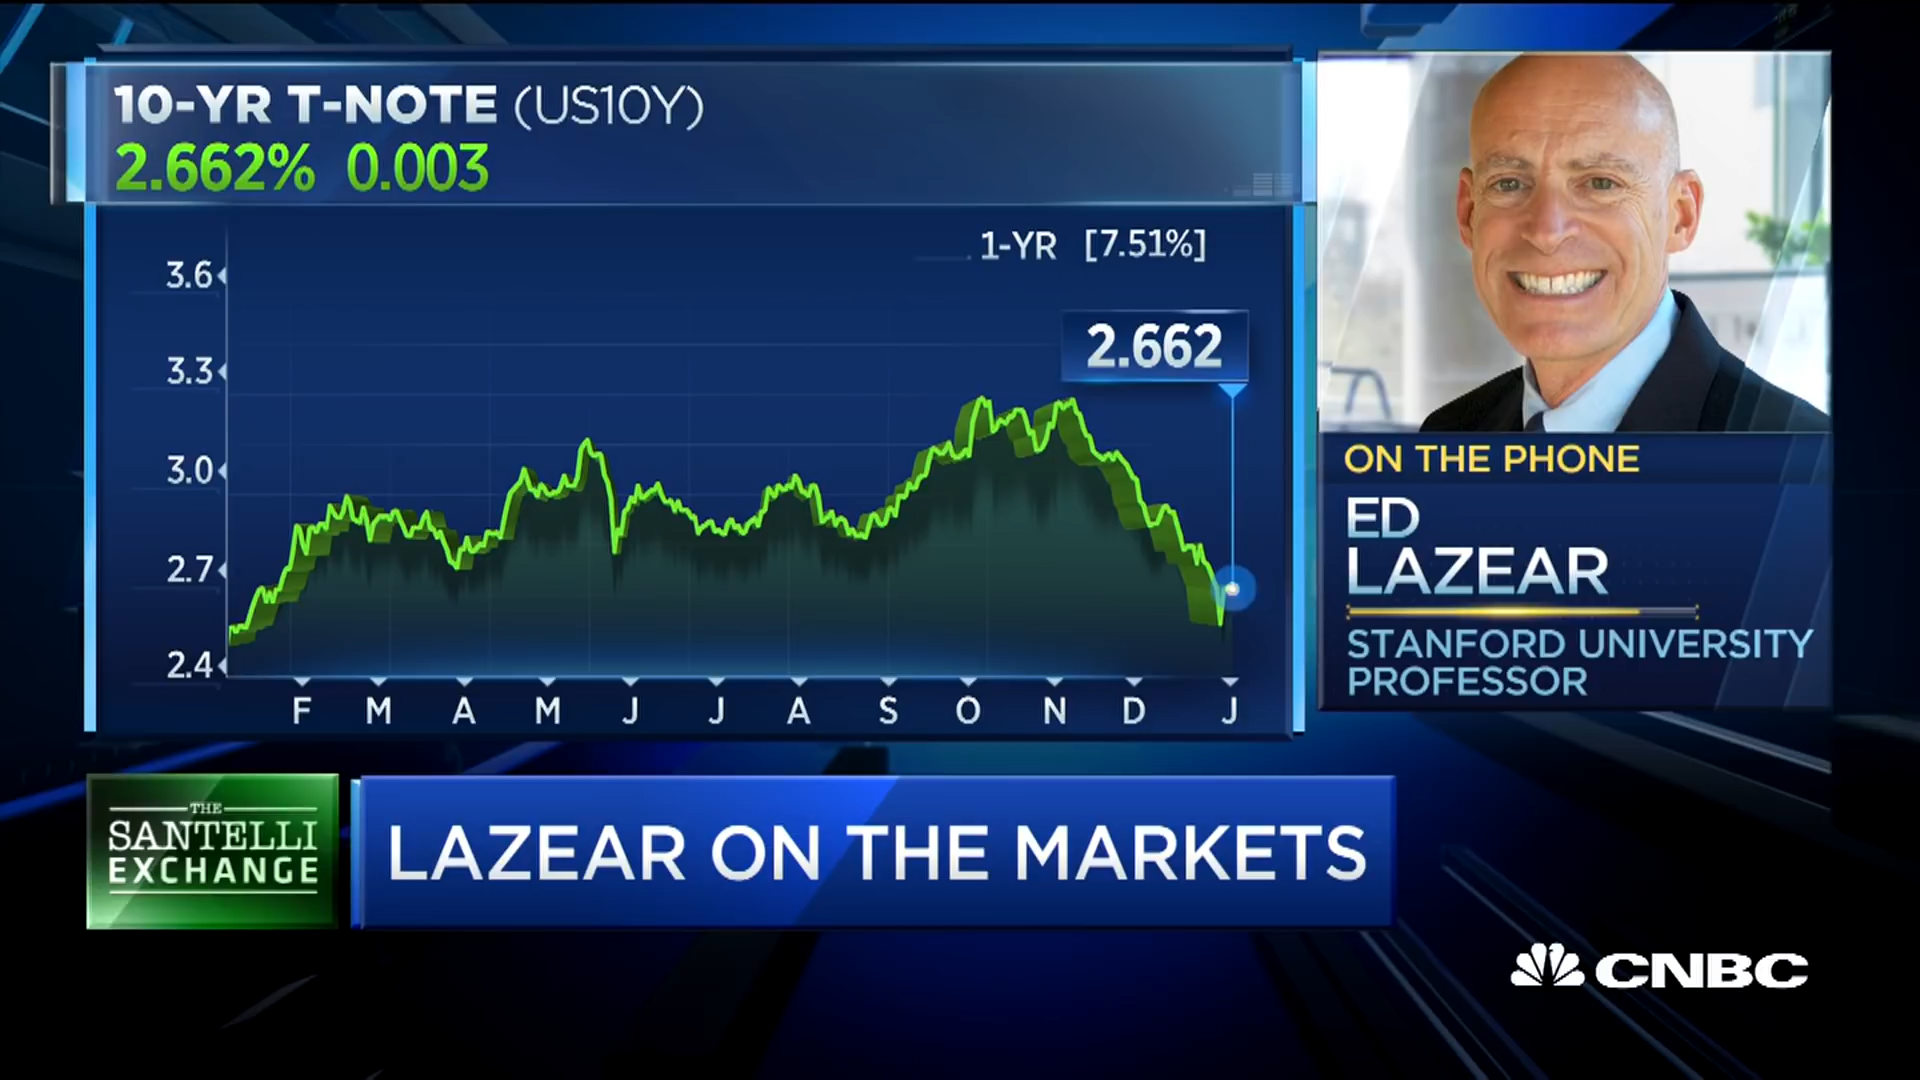 10-YR T-NOTE (US10Y)
2.662% 0.003
1-YR [7.51%]
2.662
3.6
3.3
3.0
2.7
2.4
F M A M J J A S O N D J
ON THE PHONE
ED
LAZEAR
STANFORD UNIVERSITY
PROFESSOR
THE
SANTELLI
EXCHANGE
LAZEAR ON THE MARKETS
CNBC